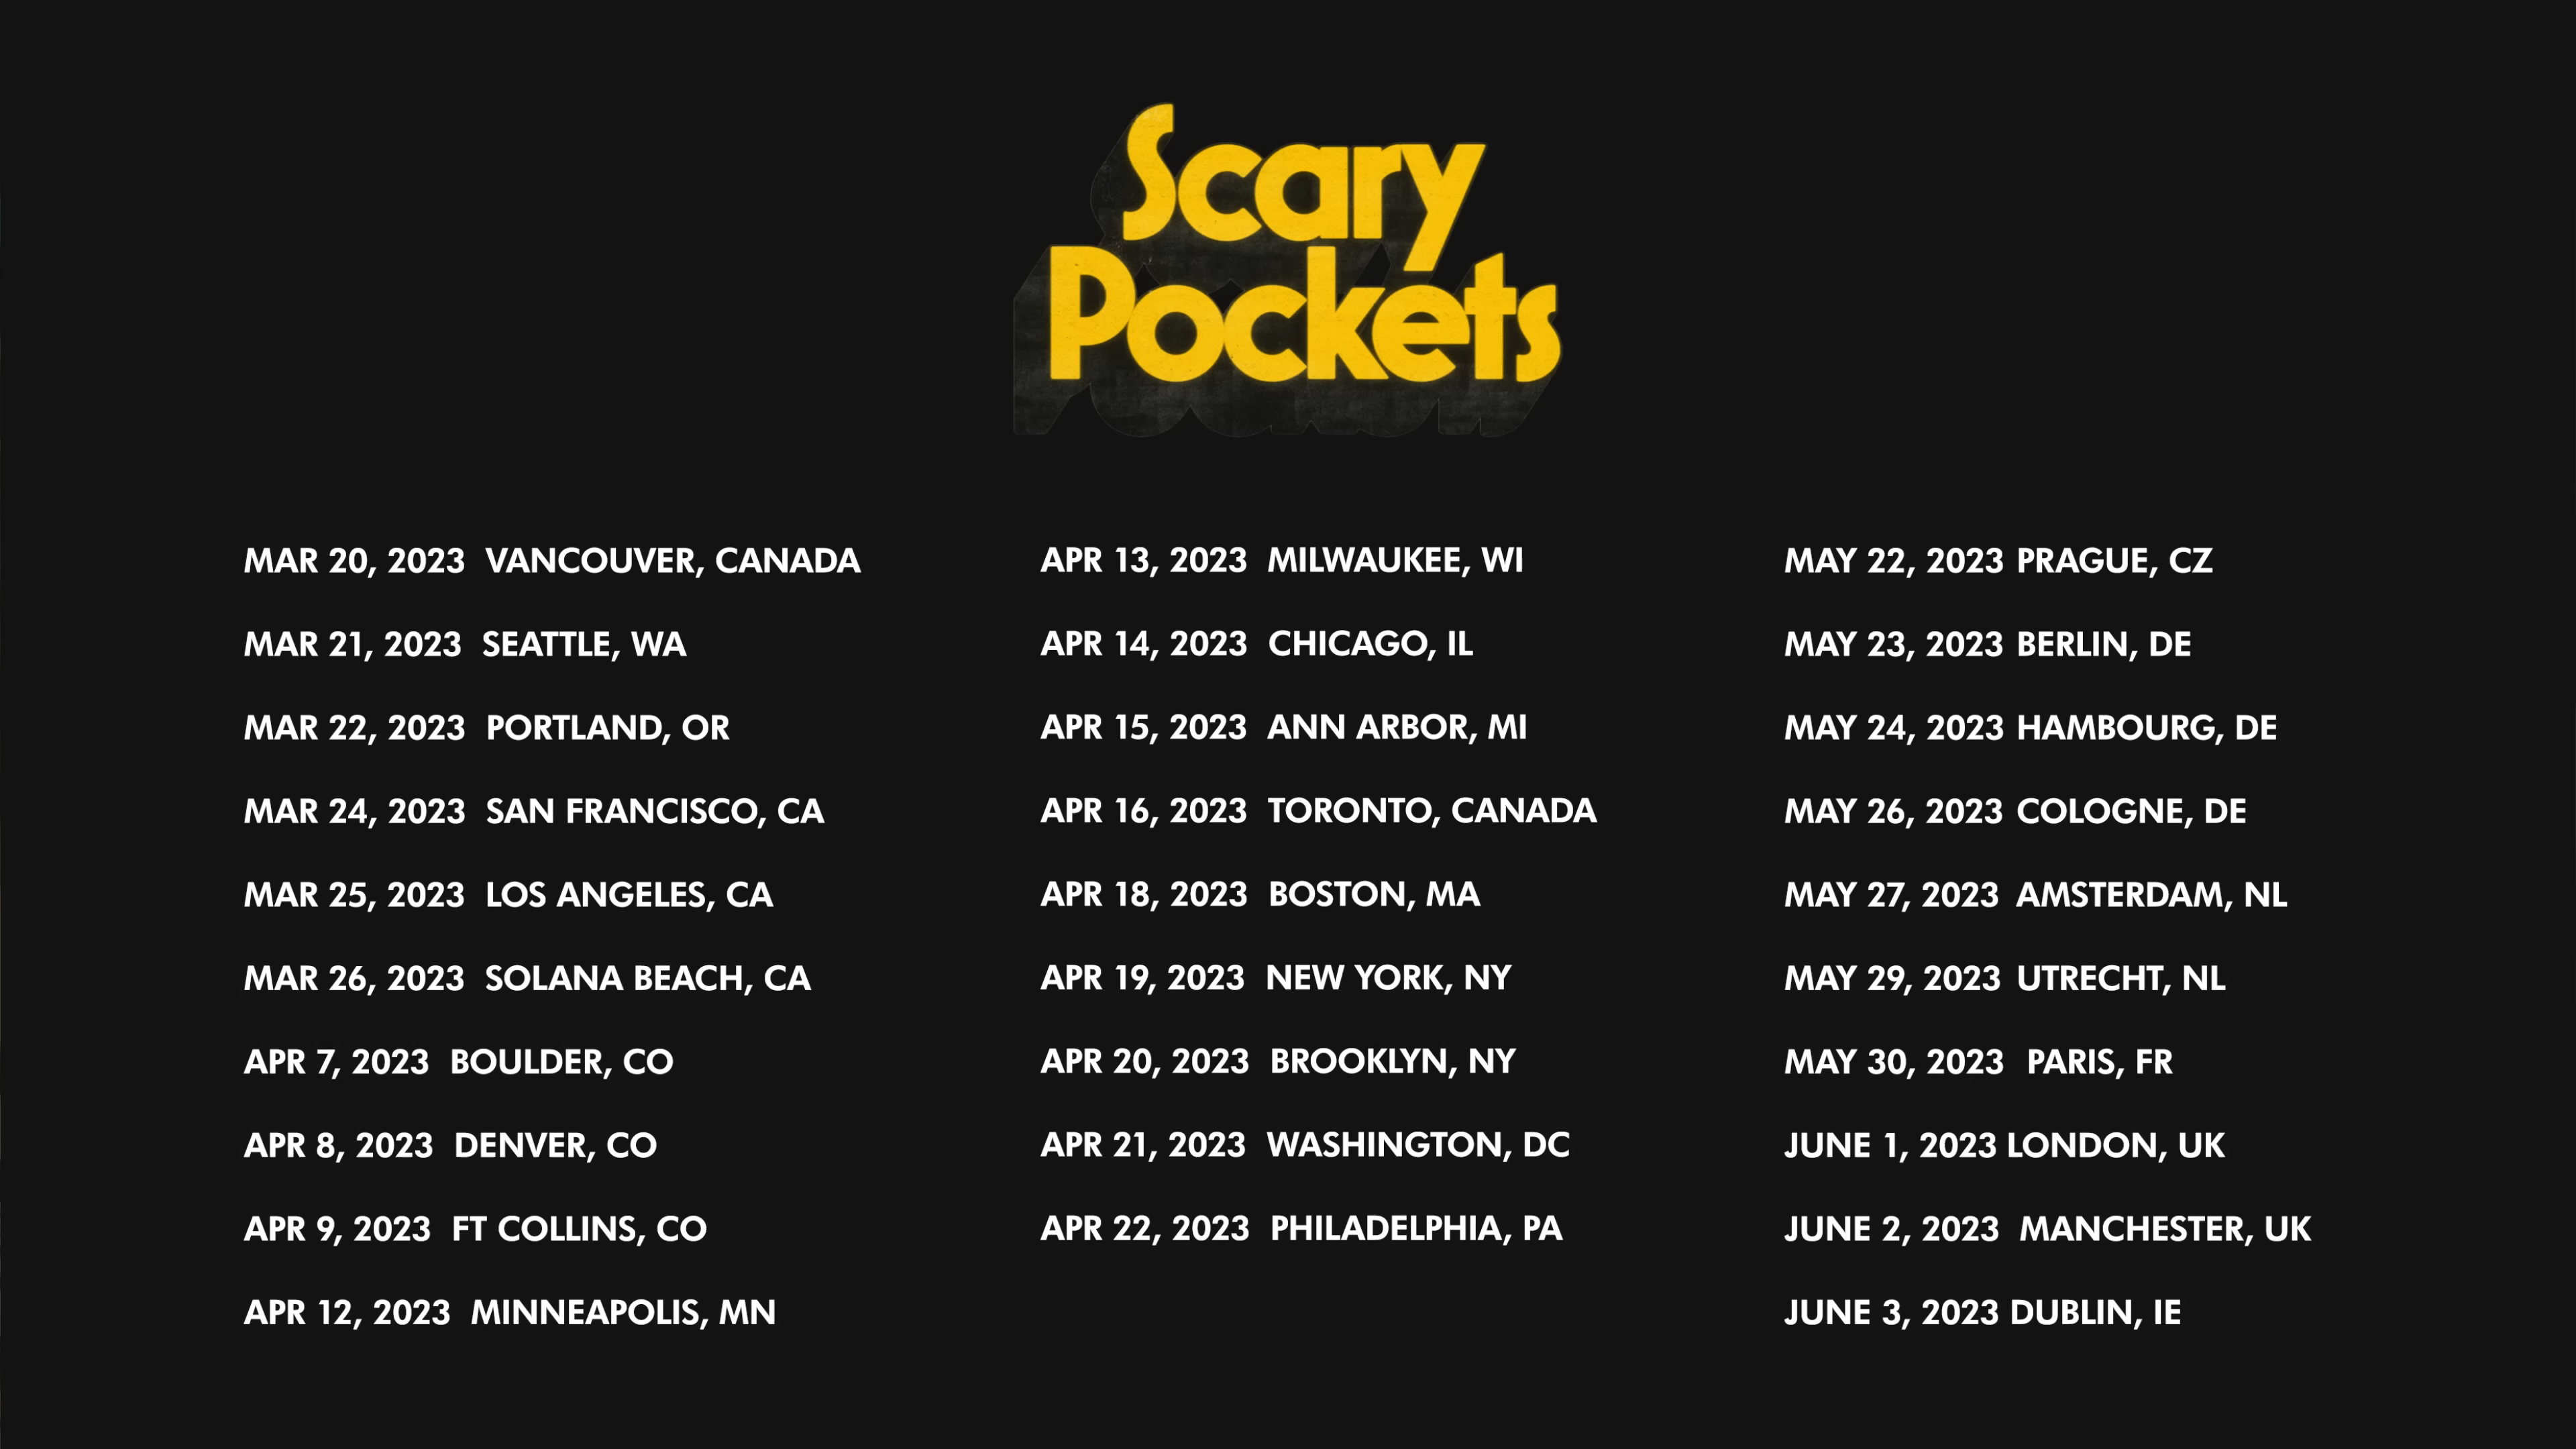 Scary
Pockets
MAR 20, 2023 VANCOUVER, CANADA
MAR 21, 2023 SEATTLE, WA
MAR 22, 2023 PORTLAND, OR
MAR 24, 2023 SAN FRANCISCO, CA
MAR 25, 2023 LOS ANGELES, CA
MAR 26, 2023 SOLANA BEACH, CA
APR 7, 2023 BOULDER, CO
APR 8, 2023 DENVER, CO
APR 9, 2023 FT COLLINS, CO
APR 12, 2023 MINNEAPOLIS, MN
APR 13, 2023 MILWAUKEE, WI
APR 14, 2023 CHICAGO, IL
APR 15, 2023 ANN ARBOR, MI
APR 16, 2023 TORONTO, CANADA
APR 18, 2023 BOSTON, MA
APR 19, 2023 NEW YORK, NY
APR 20, 2023 BROOKLYN, NY
APR 21, 2023 WASHINGTON, DC
APR 22, 2023 PHILADELPHIA, PA
MAY 22, 2023 PRAGUE, CZ
MAY 23, 2023 BERLIN, DE
MAY 24, 2023 HAMBOURG, DE
MAY 26, 2023 COLOGNE, DE
MAY 27, 2023 AMSTERDAM, NL
MAY 29, 2023 UTRECHT, NL
MAY 30, 2023 PARIS, FR
JUNE 1, 2023 LONDON, UK
JUNE 2, 2023 MANCHESTER, UK
JUNE 3, 2023 DUBLIN, IE